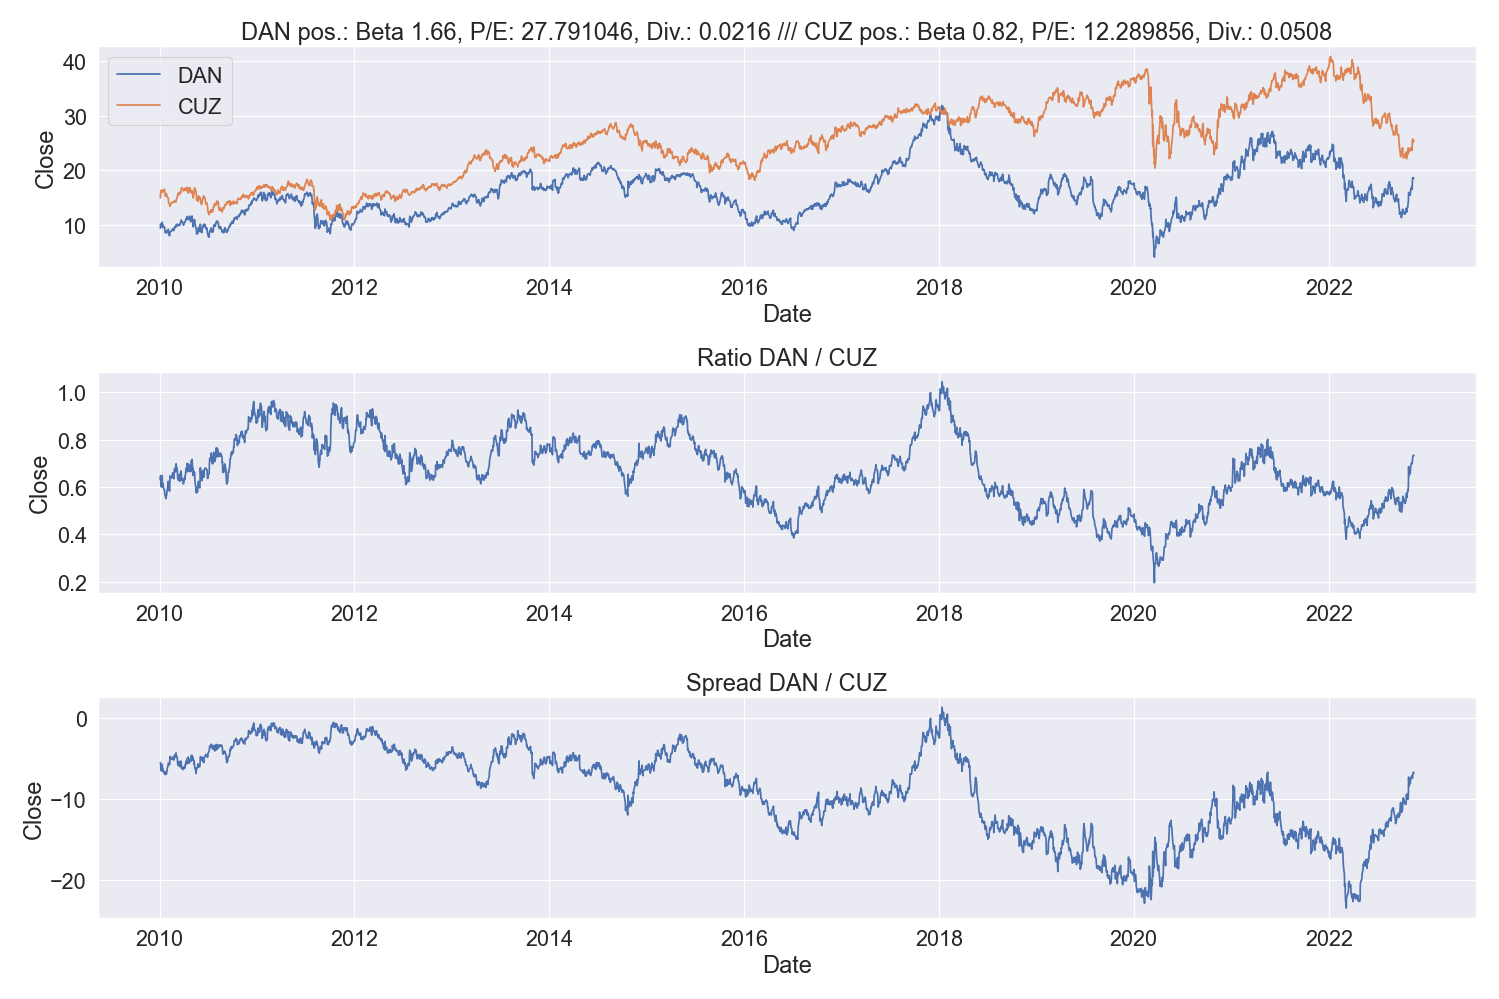 DAN pos.: Beta 1.66, P/E: 27.791046, Div.: 0.0216 /// CUZ pos.: Beta 0.82, P/E: 12.289856, Div.: 0.0508
DAN
CUZ
Close
40
30
20
10
2010 2012 2014 2016 2018 2020 2022
Date
Ratio DAN / CUZ
Close
1.0
0.8
0.6
0.4
0.2
2010 2012 2014 2016 2018 2020 2022
Date
Spread DAN / CUZ
Close
0
−10
−20
2010 2012 2014 2016 2018 2020 2022
Date